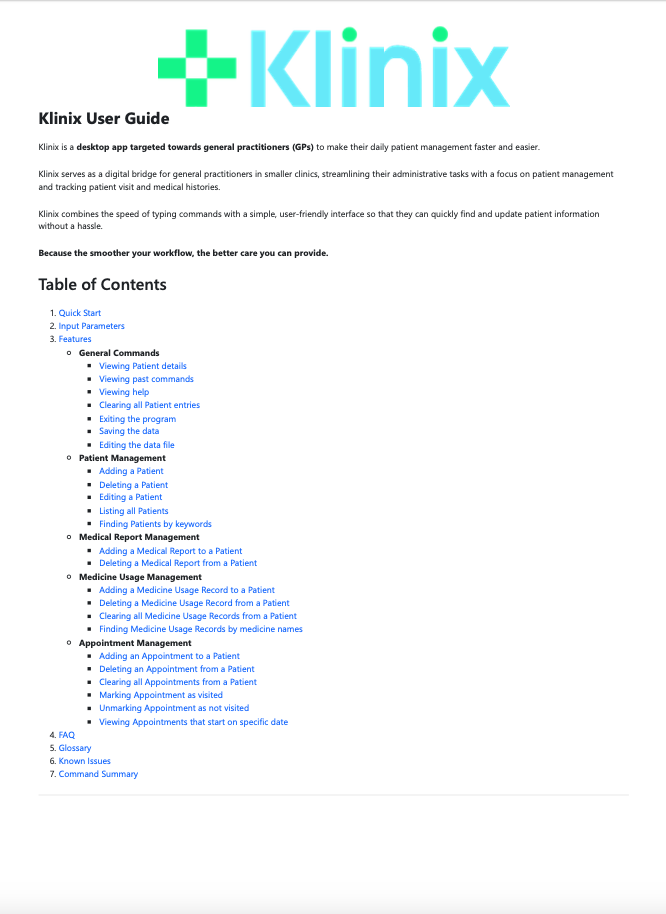 Klinix
Klinix User Guide
Klinix is a desktop app targeted towards general practitioners (GPs) to make their daily patient management faster and easier.
Klinix serves as a digital bridge for general practitioners in smaller clinics, streamlining their administrative tasks with a focus on patient management
and tracking patient visit and medical histories.
Klinix combines the speed of typing commands with a simple, user-friendly interface so that they can quickly find and update patient information
without a hassle.
Because the smoother your workflow, the better care you can provide.
Table of Contents
1. Quick Start
2. Input Parameters
3. Features
General Commands
Viewing Patient details
Viewing past commands
Viewing help
Clearing all Patient entries
Exiting the program
Saving the data
Editing the data file
Patient Management
Adding a Patient
Deleting a Patient
Editing a Patient
Listing all Patients
Finding Patients by keywords
Medical Report Management
Adding a Medical Report to a Patient
Deleting a Medical Report from a Patient
Medicine Usage Management
Adding a Medicine Usage Record to a Patient
Deleting a Medicine Usage Record from a Patient
Clearing all Medicine Usage Records from a Patient
Finding Medicine Usage Records by medicine names
Appointment Management
Adding an Appointment to a Patient
Deleting an Appointment from a Patient
Clearing all Appointments from a Patient
Marking Appointment as visited
Unmarking Appointment as not visited
Viewing Appointments that start on specific date
4. FAQ
5. Glossary
6. Known Issues
7. Command Summary